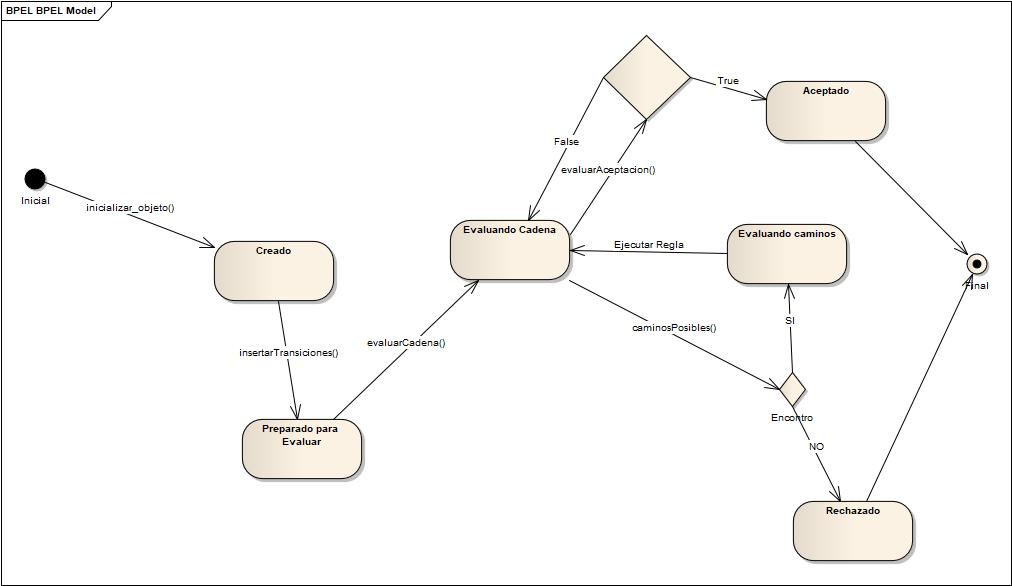 BPEL BPEL Model
True
Aceptado
False
evaluarAceptacion()
Inicial
inicializar_objeto()
Evaluando Cadena
Evaluando caminos
Ejecutar Regla
Creado
Final
SI
caminosPosibles()
evaluarCadena()
insertarTransiciones()
Encontro
Preparado para
Evaluar
NO
Rechazado